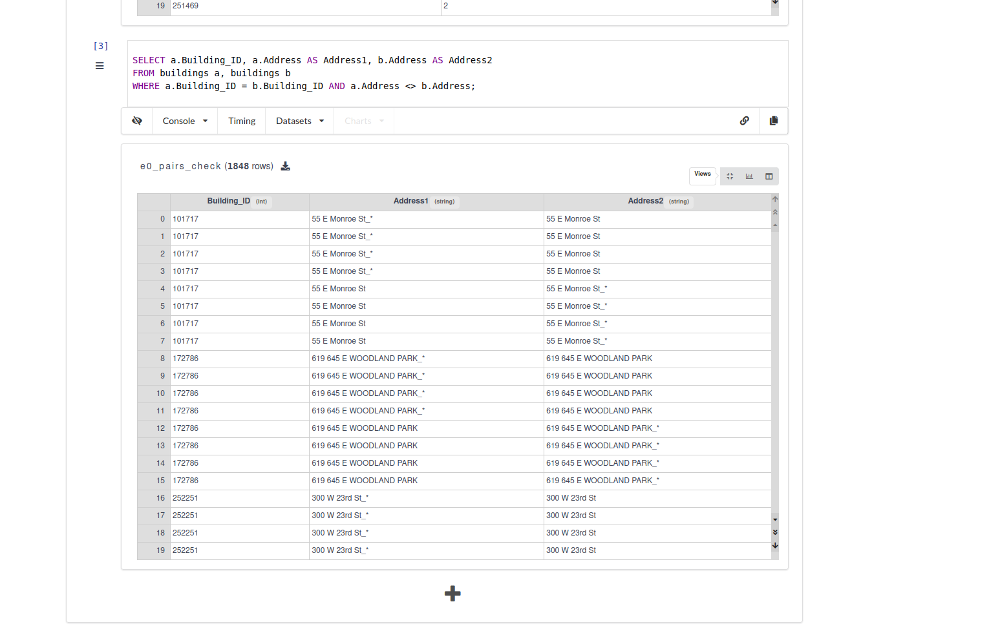 19 251469 2
[3]
SELECT a.Building_ID, a.Address AS Address1, b.Address AS Address2
FROM buildings a, buildings b
WHERE a.Building_ID = b.Building_ID AND a.Address <> b.Address;
Console Timing Datasets Charts
e0_pairs_check (1848 rows)
Views
Building_ID (int) Address1 (string) Address2 (string)
0 101717 55 E Monroe St_* 55 E Monroe St
1 101717 55 E Monroe St_* 55 E Monroe St
2 101717 55 E Monroe St_* 55 E Monroe St
3 101717 55 E Monroe St_* 55 E Monroe St
4 101717 55 E Monroe St 55 E Monroe St_*
5 101717 55 E Monroe St 55 E Monroe St_*
6 101717 55 E Monroe St 55 E Monroe St_*
7 101717 55 E Monroe St 55 E Monroe St_*
8 172786 619 645 E WOODLAND PARK_* 619 645 E WOODLAND PARK
9 172786 619 645 E WOODLAND PARK_* 619 645 E WOODLAND PARK
10 172786 619 645 E WOODLAND PARK_* 619 645 E WOODLAND PARK
11 172786 619 645 E WOODLAND PARK_* 619 645 E WOODLAND PARK
12 172786 619 645 E WOODLAND PARK 619 645 E WOODLAND PARK_*
13 172786 619 645 E WOODLAND PARK 619 645 E WOODLAND PARK_*
14 172786 619 645 E WOODLAND PARK 619 645 E WOODLAND PARK_*
15 172786 619 645 E WOODLAND PARK 619 645 E WOODLAND PARK_*
16 252251 300 W 23rd St_* 300 W 23rd St
17 252251 300 W 23rd St_* 300 W 23rd St
18 252251 300 W 23rd St_* 300 W 23rd St
19 252251 300 W 23rd St_* 300 W 23rd St